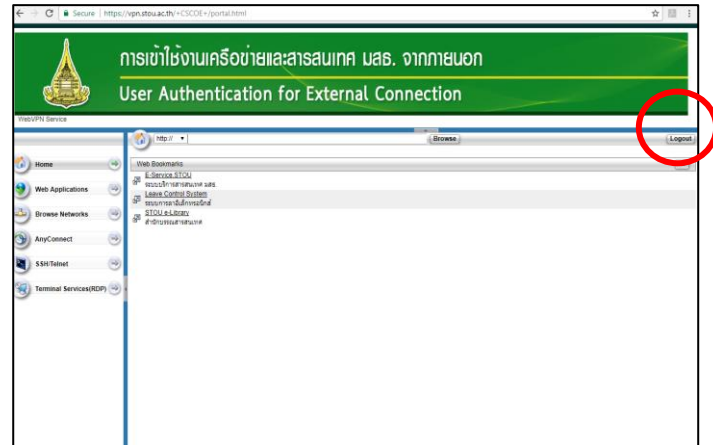 Secure | https://vpn.stou.ac.th/+CSCOE+/portal.html
การเข้าใช้งานเครือข่ายและสารสนเทศ มสธ. จากภายนอก
User Authentication for External Connection
WebVPN Service
http://
Browse
Logout
Home
Web Applications
Browse Networks
AnyConnect
SSH/Telnet
Terminal Services(RDP)
Web Bookmarks
E-Service STOU
ระบบบริการสารสนเทศ มสธ.
Leave Control System
ระบบการลาอิเล็กทรอนิกส์
STOU e-Library
สำนักบรรณสารสนเทศ